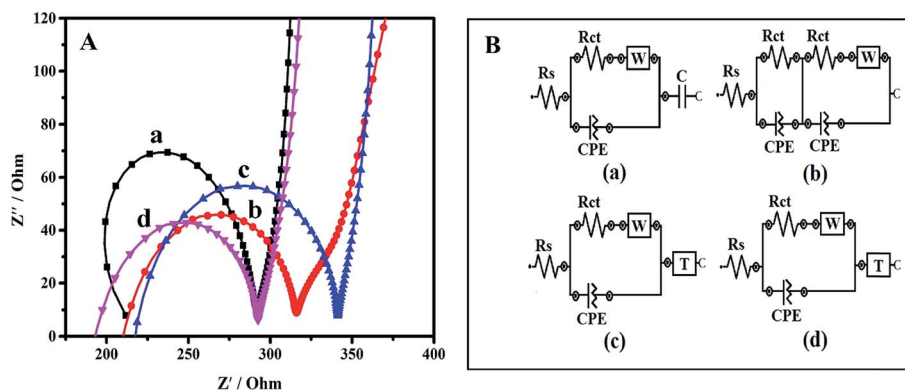 A
120
100
80
60
40
20
0
a
c
b
d
200
250
300
350
400
Z'' / Ohm
Z' / Ohm
B
Rct
W
Rs
C
C
CPE
(a)
Rct Rct
W
Rs
C
CPE CPE
(b)
Rct
W
Rs
T C
CPE
(c)
Rct
W
Rs
T C
CPE
(d)